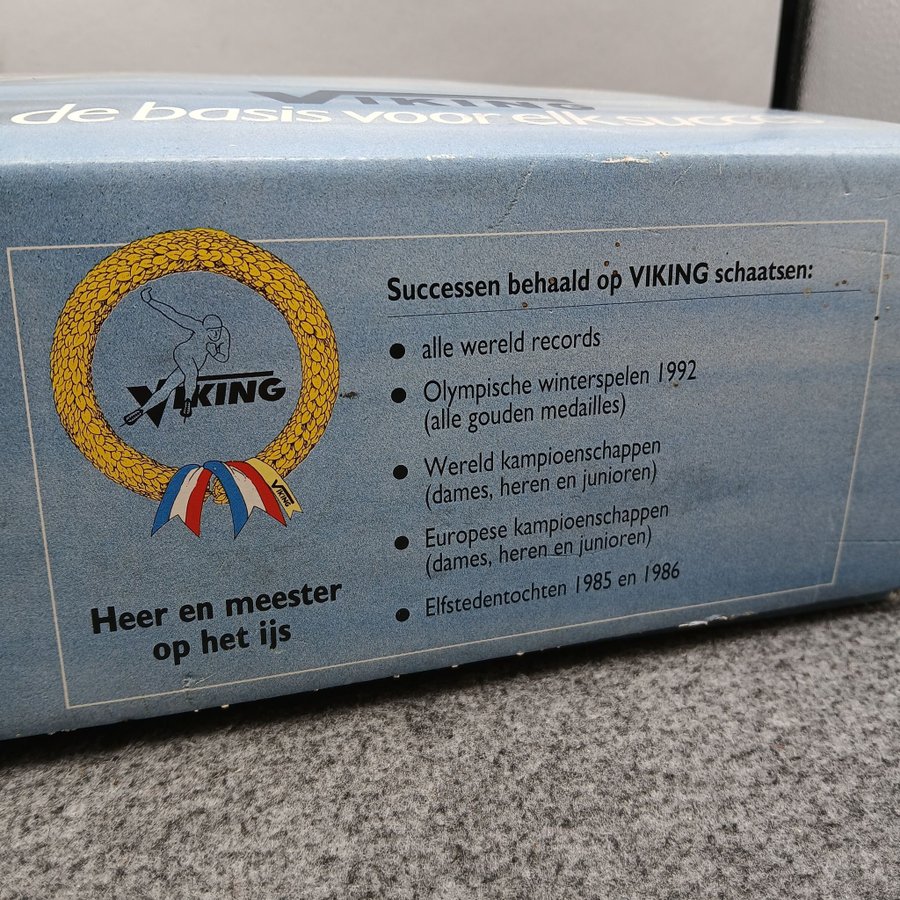 VIKING
de basis voor elk succes
Successen behaald op VIKING schaatsen:
● alle wereld records
● Olympische winterspelen 1992
(alle gouden medailles)
● Wereld kampioenschappen
(dames, heren en junioren)
● Europese kampioenschappen
(dames, heren en junioren)
● Elfstedentochten 1985 en 1986
VIKING
VIKING
Heer en meester
op het ijs